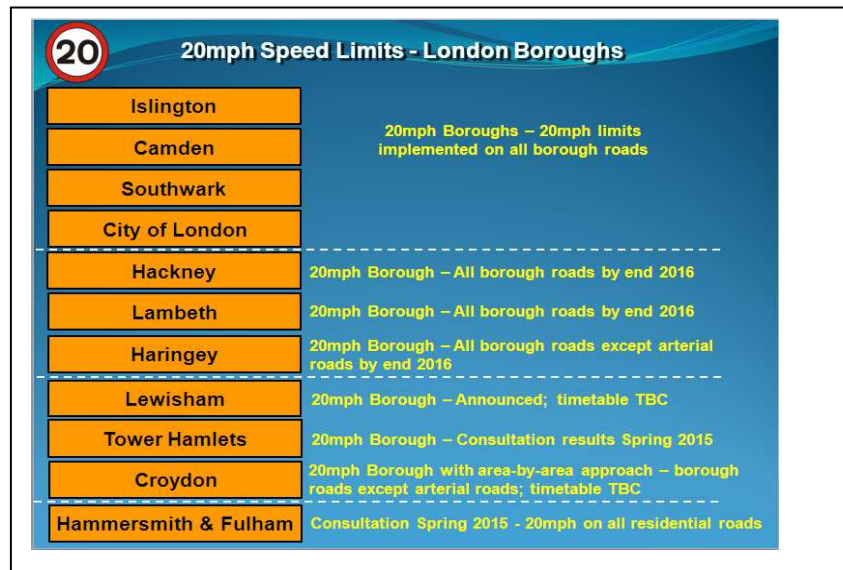 20
20mph Speed Limits - London Boroughs
Islington
Camden
Southwark
City of London
20mph Boroughs – 20mph limits
implemented on all borough roads
Hackney
20mph Borough – All borough roads by end 2016
Lambeth
20mph Borough – All borough roads by end 2016
Haringey
20mph Borough – All borough roads except arterial
roads by end 2016
Lewisham
20mph Borough – Announced; timetable TBC
Tower Hamlets
20mph Borough – Consultation results Spring 2015
Croydon
20mph Borough with area-by-area approach – borough
roads except arterial roads; timetable TBC
Hammersmith & Fulham
Consultation Spring 2015 - 20mph on all residential roads